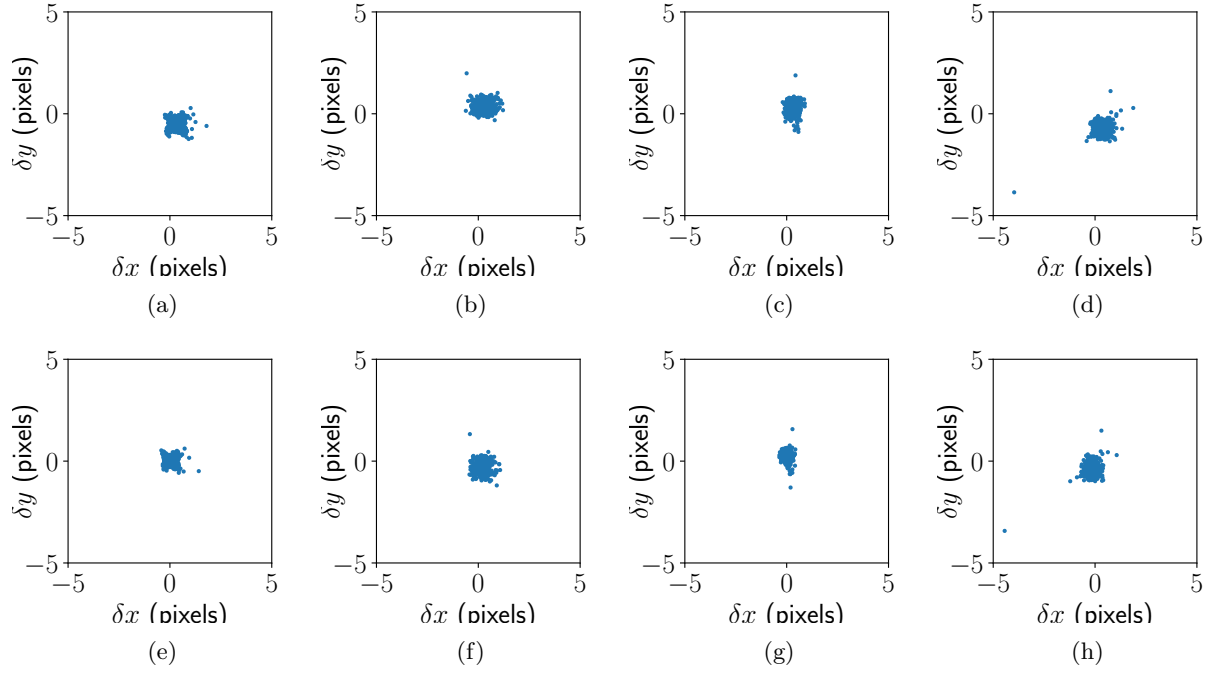 5 5 5 5
δy (pixels) δy (pixels) δy (pixels) δy (pixels)
0 0 0 0
−5 −5 −5 −5
−5 0 5 −5 0 5 −5 0 5 −5 0 5
δx (pixels) δx (pixels) δx (pixels) δx (pixels)
(a) (b) (c) (d)
5 5 5 5
δy (pixels) δy (pixels) δy (pixels) δy (pixels)
0 0 0 0
−5 −5 −5 −5
−5 0 5 −5 0 5 −5 0 5 −5 0 5
δx (pixels) δx (pixels) δx (pixels) δx (pixels)
(e) (f) (g) (h)